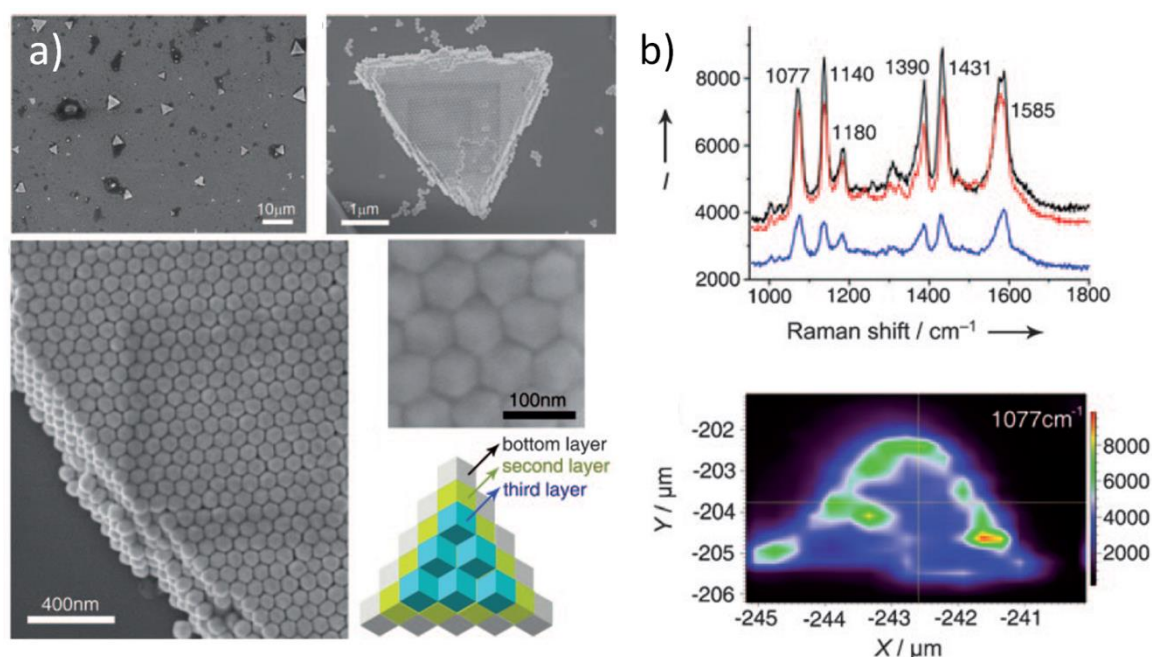 a)
10μm
1μm
400nm
100nm
bottom layer
second layer
third layer
b)
1077
1140
1180
1390
1431
1585
8000
6000
4000
2000
I
1000 1200 1400 1600 1800
Raman shift / cm⁻¹
1077cm⁻¹
-202
-203
-204
-205
-206
Y / μm
-245 -244 -243 -242 -241
X / μm
8000
6000
4000
2000